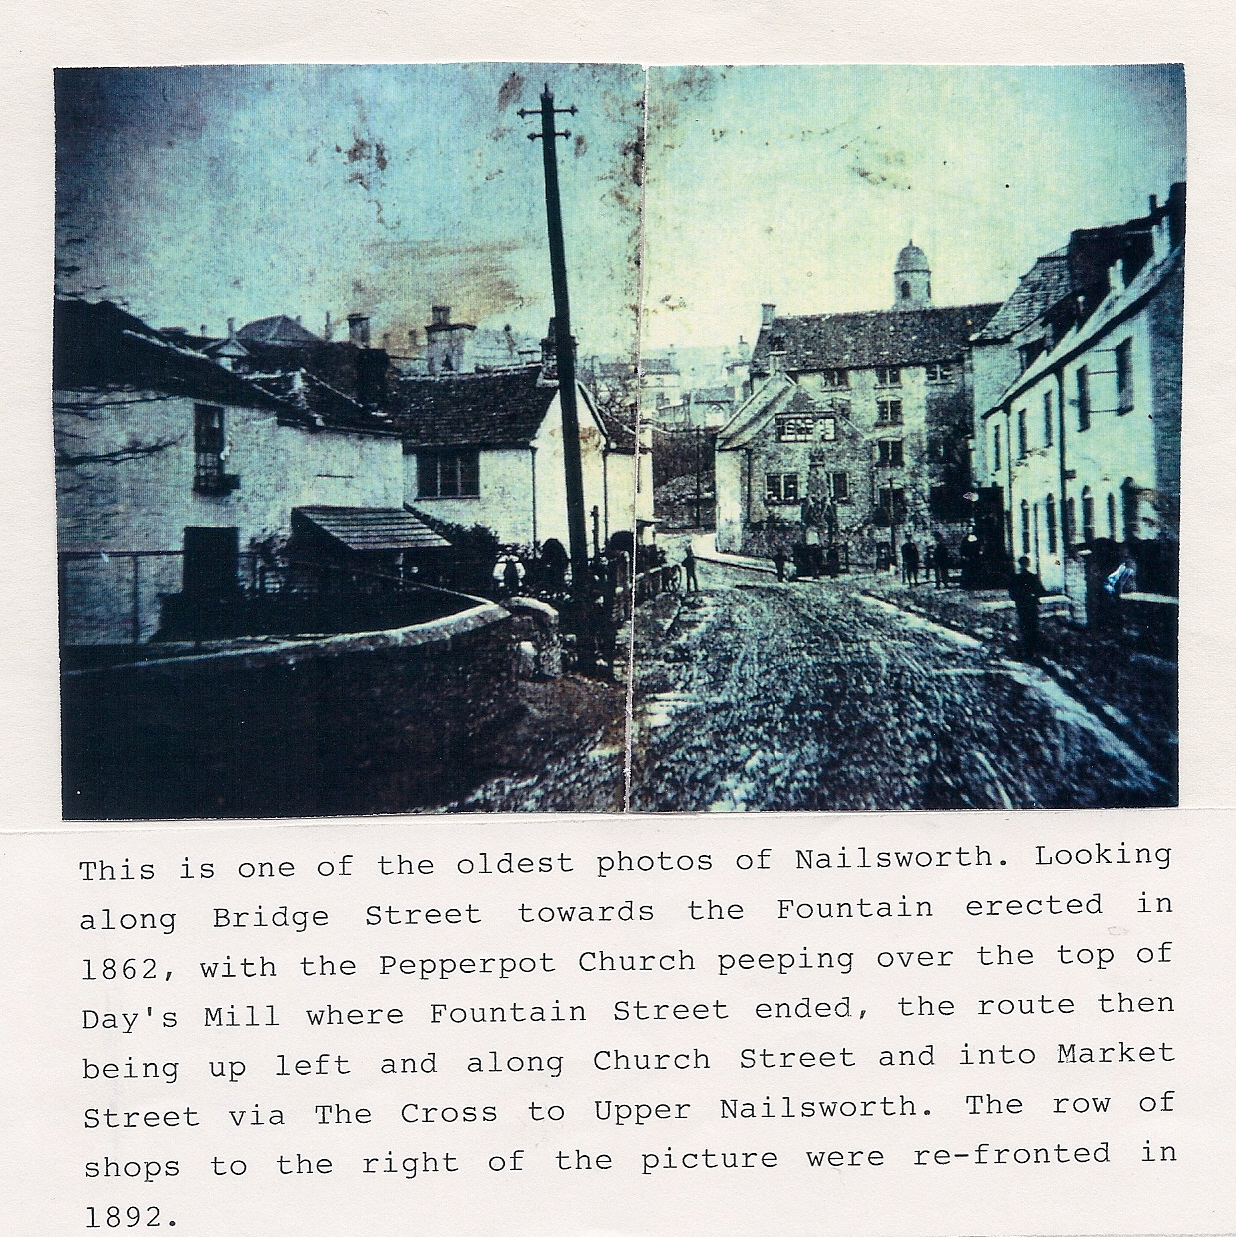 This is one of the oldest photos of Nailsworth. Looking
along Bridge Street towards the Fountain erected in
1862, with the Pepperpot Church peeping over the top of
Day's Mill where Fountain Street ended, the route then
being up left and along Church Street and into Market
Street via The Cross to Upper Nailsworth. The row of
shops to the right of the picture were re-fronted in
1892.